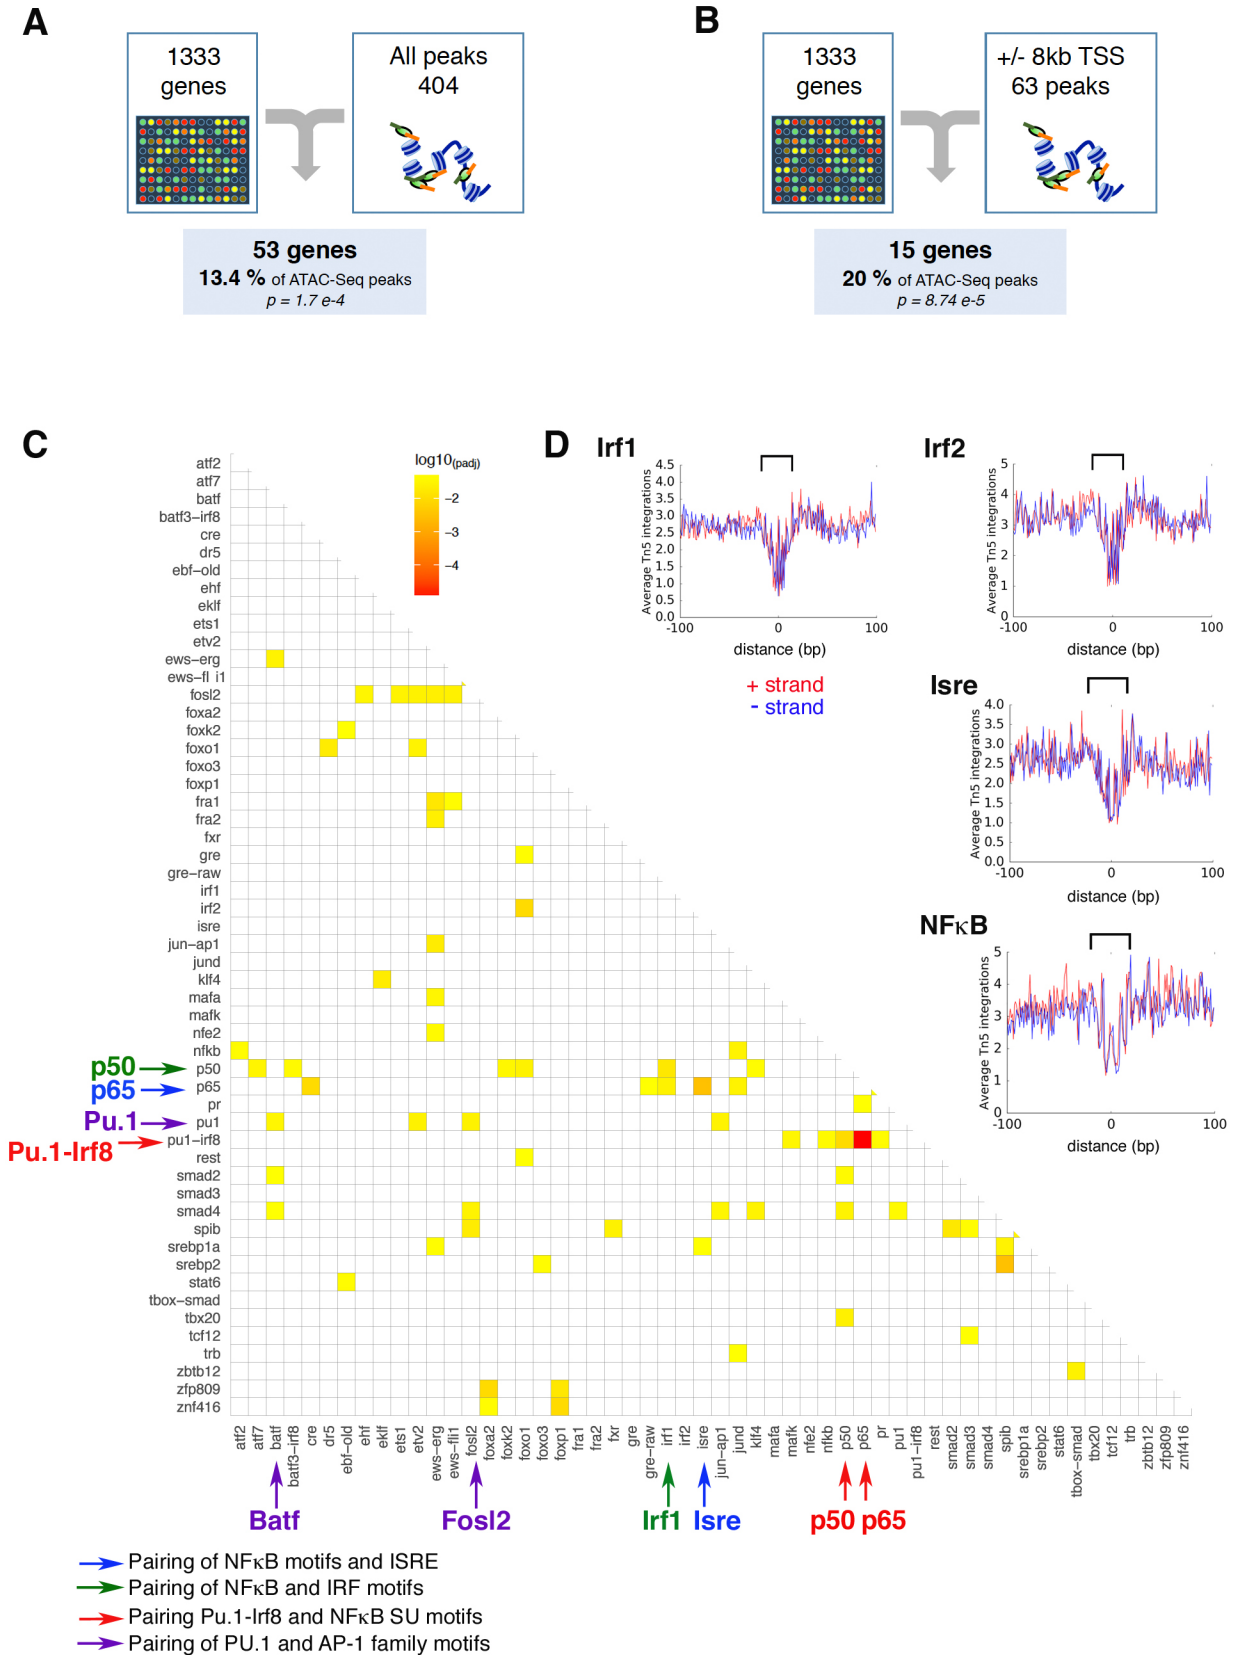 A
1333
genes
All peaks
404
53 genes
13.4 % of ATAC-Seq peaks
p = 1.7 e-4
B
1333
genes
+/- 8kb TSS
63 peaks
15 genes
20 % of ATAC-Seq peaks
p = 8.74 e-5
C
log10(padj)
−2
−3
−4
atf2
atf7
batf
batf3−irf8
cre
dr5
ebf−old
ehf
eklf
ets1
etv2
ews−erg
ews−fl i1
fosl2
foxa2
foxk2
foxo1
foxo3
foxp1
fra1
fra2
fxr
gre
gre−raw
irf1
irf2
isre
jun−ap1
jund
klf4
mafa
mafk
nfe2
nfkb
p50
p65
pr
pu1
pu1−irf8
rest
smad2
smad3
smad4
spib
srebp1a
srebp2
stat6
tbox−smad
tbx20
tcf12
trb
zbtb12
zfp809
znf416
p50
p65
Pu.1
Pu.1-Irf8
atf2
atf7
batf
batf3−irf8
cre
dr5
ebf−old
ehf
eklf
ets1
etv2
ews−erg
ews−fli1
fosl2
foxa2
foxk2
foxo1
foxo3
foxp1
fra1
fra2
fxr
gre
gre−raw
irf1
irf2
isre
jun−ap1
jund
klf4
mafa
mafk
nfe2
nfkb
p50
p65
pr
pu1
pu1−irf8
rest
smad2
smad4
spib
srebp1a
srebp2
stat6
tbox−smad
tbx20
tcf12
trb
zbtb12
zfp809
znf416
Batf
Fosl2
Irf1
Isre
p50 p65
Pairing of NFκB motifs and ISRE
Pairing of NFκB and IRF motifs
Pairing Pu.1-Irf8 and NFκB SU motifs
Pairing of PU.1 and AP-1 family motifs
D
Irf1
Average Tn5 integrations
4.5
4.0
3.5
3.0
2.5
2.0
1.5
1.0
0.5
0.0
-100
0
100
distance (bp)
+ strand
- strand
Irf2
Average Tn5 integrations
5
4
3
2
1
0
-100
0
100
distance (bp)
Isre
Average Tn5 integrations
4.0
3.5
3.0
2.5
2.0
1.5
1.0
0.5
0.0
-100
0
100
distance (bp)
NFκB
Average Tn5 integrations
5
4
3
2
1
0
-100
0
100
distance (bp)